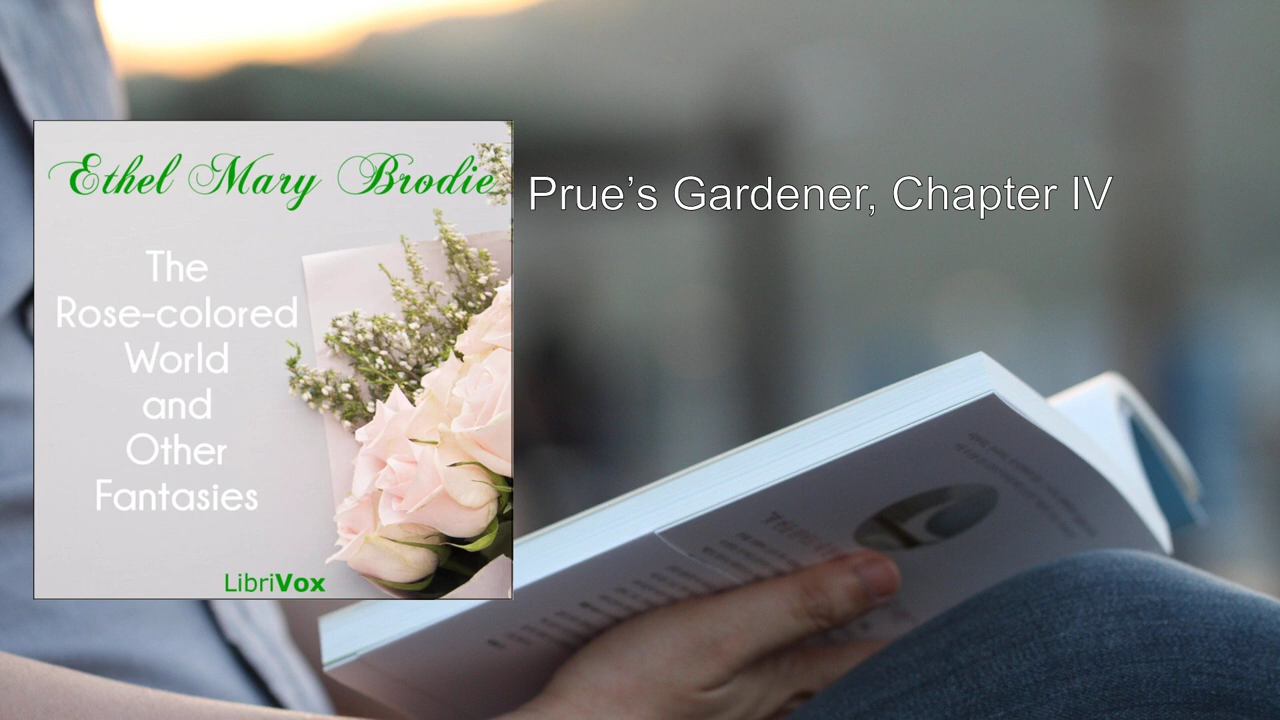 Ethel Mary Brodie
Prue’s Gardener, Chapter IV
The
Rose-colored
World
and
Other
Fantasies
LibriVox